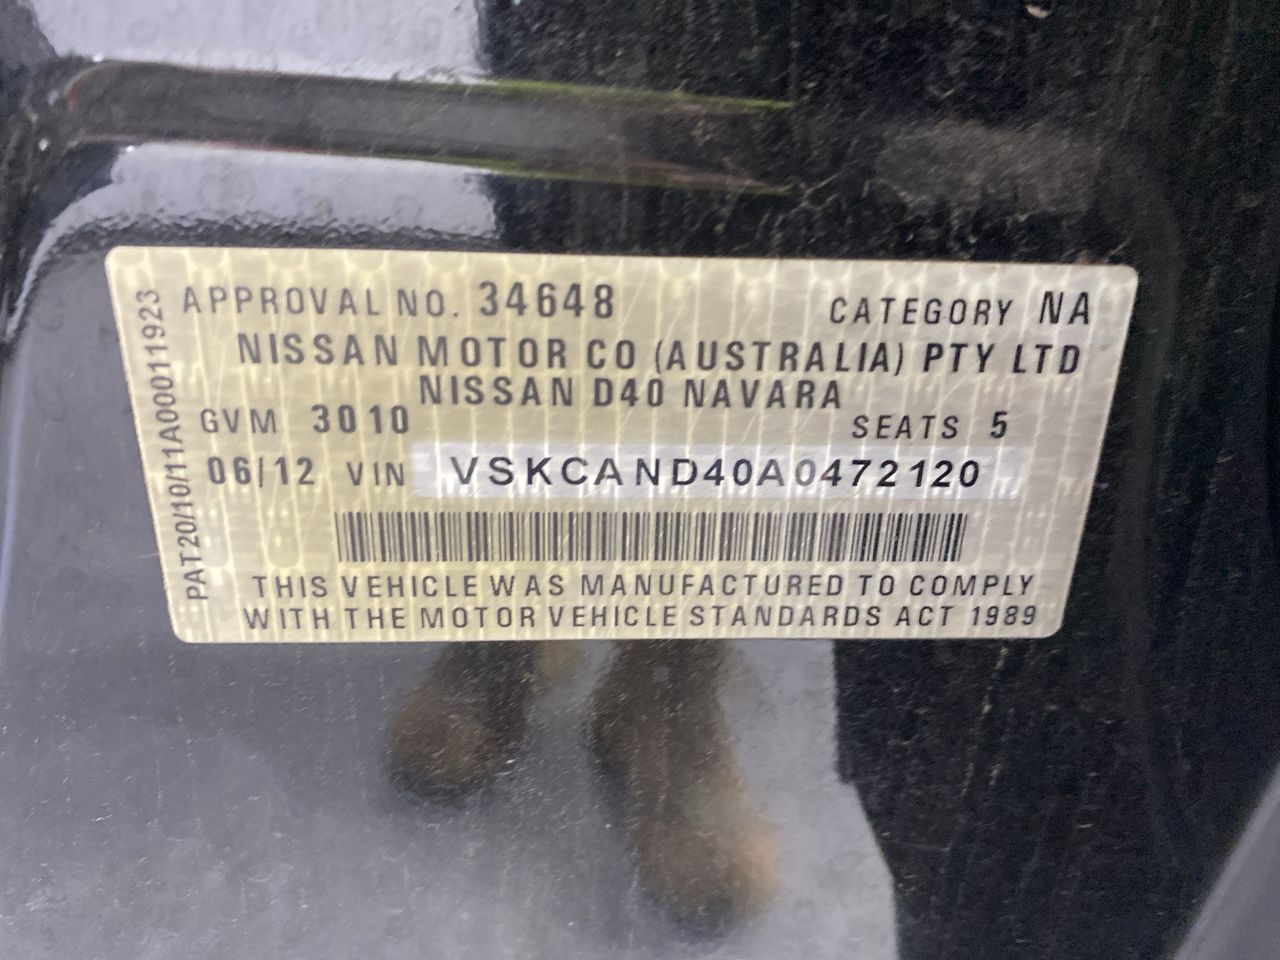 APPROVAL NO. 34648 CATEGORY NA
NISSAN MOTOR CO (AUSTRALIA) PTY LTD
NISSAN D40 NAVARA
GVM 3010 SEATS 5
06/12 VIN VSKCAND40A0472120
THIS VEHICLE WAS MANUFACTURED TO COMPLY
WITH THE MOTOR VEHICLE STANDARDS ACT 1989
PAT20/10/11A00011923